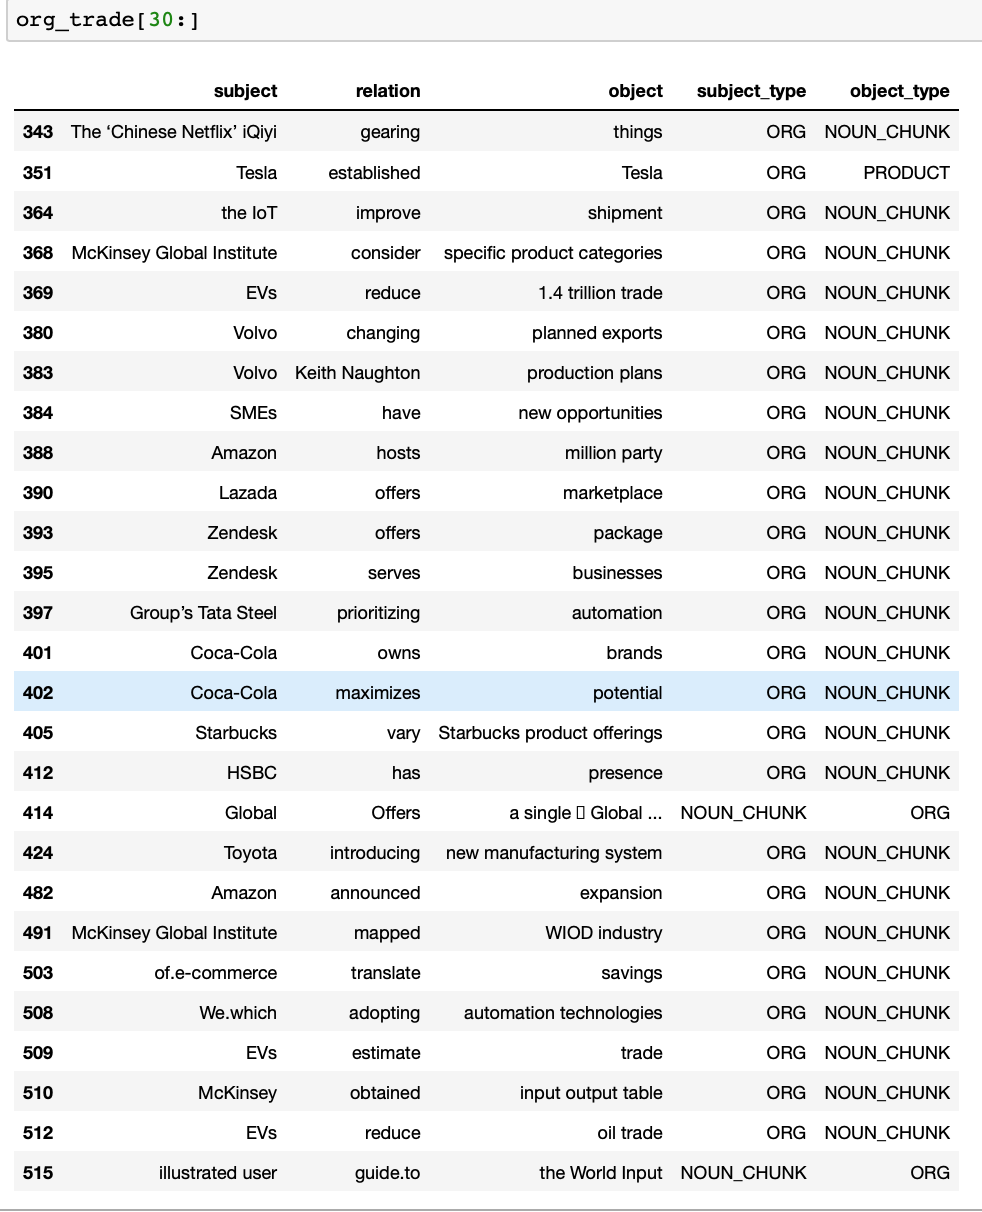 org_trade[30:]
subject relation object subject_type object_type
343 The ‘Chinese Netflix’ iQiyi gearing things ORG NOUN_CHUNK
351 Tesla established Tesla ORG PRODUCT
364 the IoT improve shipment ORG NOUN_CHUNK
368 McKinsey Global Institute consider specific product categories ORG NOUN_CHUNK
369 EVs reduce 1.4 trillion trade ORG NOUN_CHUNK
380 Volvo changing planned exports ORG NOUN_CHUNK
383 Volvo Keith Naughton production plans ORG NOUN_CHUNK
384 SMEs have new opportunities ORG NOUN_CHUNK
388 Amazon hosts million party ORG NOUN_CHUNK
390 Lazada offers marketplace ORG NOUN_CHUNK
393 Zendesk offers package ORG NOUN_CHUNK
395 Zendesk serves businesses ORG NOUN_CHUNK
397 Group’s Tata Steel prioritizing automation ORG NOUN_CHUNK
401 Coca-Cola owns brands ORG NOUN_CHUNK
402 Coca-Cola maximizes potential ORG NOUN_CHUNK
405 Starbucks vary Starbucks product offerings ORG NOUN_CHUNK
412 HSBC has presence ORG NOUN_CHUNK
414 Global Offers a single ▯ Global ... NOUN_CHUNK ORG
424 Toyota introducing new manufacturing system ORG NOUN_CHUNK
482 Amazon announced expansion ORG NOUN_CHUNK
491 McKinsey Global Institute mapped WIOD industry ORG NOUN_CHUNK
503 of.e-commerce translate savings ORG NOUN_CHUNK
508 We.which adopting automation technologies ORG NOUN_CHUNK
509 EVs estimate trade ORG NOUN_CHUNK
510 McKinsey obtained input output table ORG NOUN_CHUNK
512 EVs reduce oil trade ORG NOUN_CHUNK
515 illustrated user guide.to the World Input NOUN_CHUNK ORG